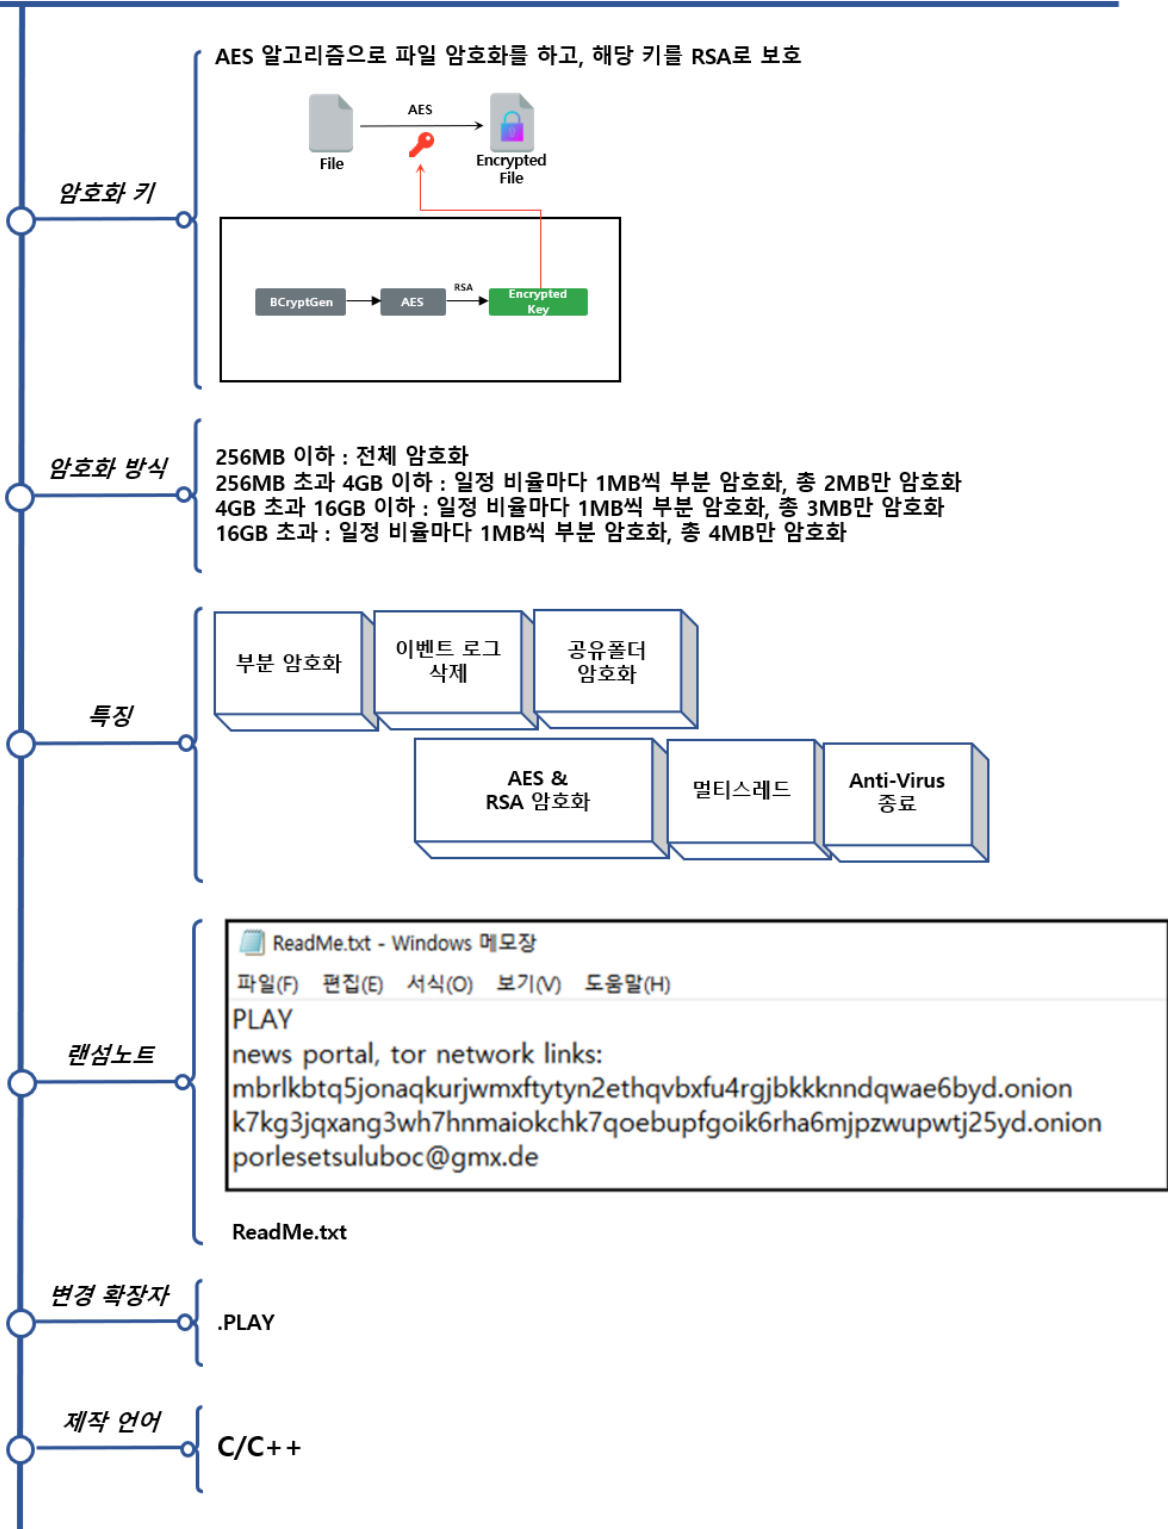 AES 알고리즘으로 파일 암호화를 하고, 해당 키를 RSA로 보호
AES
File
Encrypted
File
암호화 키
BCryptGen
AES
RSA
Encrypted
Key
암호화 방식
256MB 이하 : 전체 암호화
256MB 초과 4GB 이하 : 일정 비율마다 1MB씩 부분 암호화, 총 2MB만 암호화
4GB 초과 16GB 이하 : 일정 비율마다 1MB씩 부분 암호화, 총 3MB만 암호화
16GB 초과 : 일정 비율마다 1MB씩 부분 암호화, 총 4MB만 암호화
특징
부분 암호화
이벤트 로그
삭제
공유폴더
암호화
AES &
RSA 암호화
멀티스레드
Anti-Virus
종료
랜섬노트
ReadMe.txt - Windows 메모장
파일(F) 편집(E) 서식(O) 보기(V) 도움말(H)
PLAY
news portal, tor network links:
mbrlkbtq5jonaqkurjwmxftytyn2ethqvbxfu4rgjbkkknndqwae6byd.onion
k7kg3jqxang3wh7hnmaiokchk7qoebupfgoik6rha6mjpzwupwtj25yd.onion
porlesetsuluboc@gmx.de
ReadMe.txt
변경 확장자
.PLAY
제작 언어
C/C++